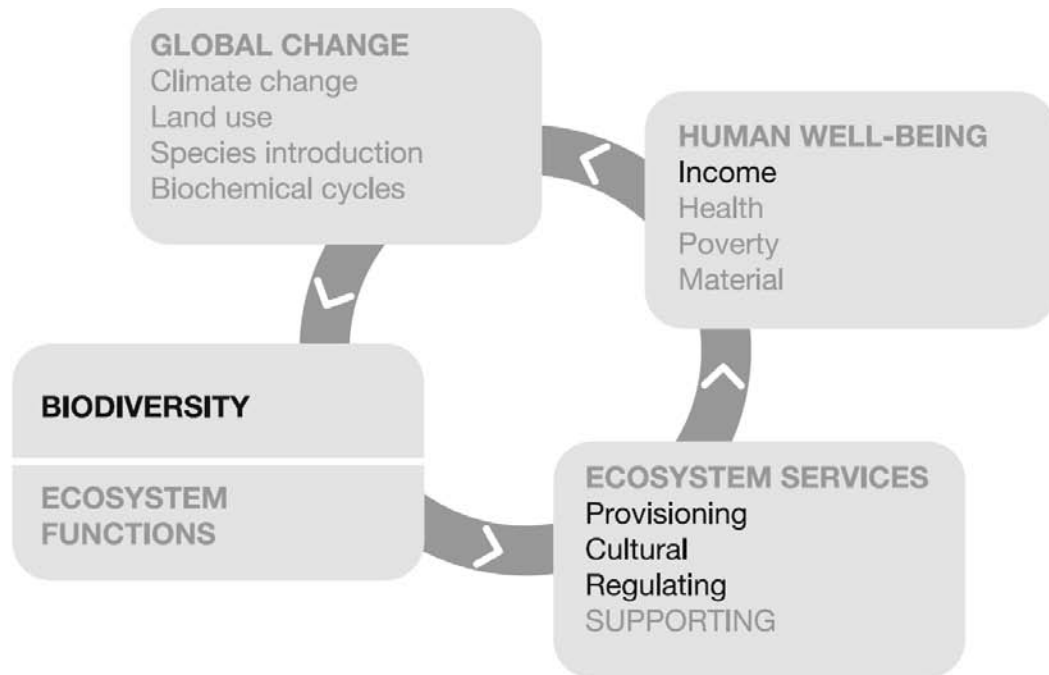 GLOBAL CHANGE
Climate change
Land use
Species introduction
Biochemical cycles
HUMAN WELL-BEING
Income
Health
Poverty
Material
BIODIVERSITY
ECOSYSTEM
FUNCTIONS
ECOSYSTEM SERVICES
Provisioning
Cultural
Regulating
SUPPORTING